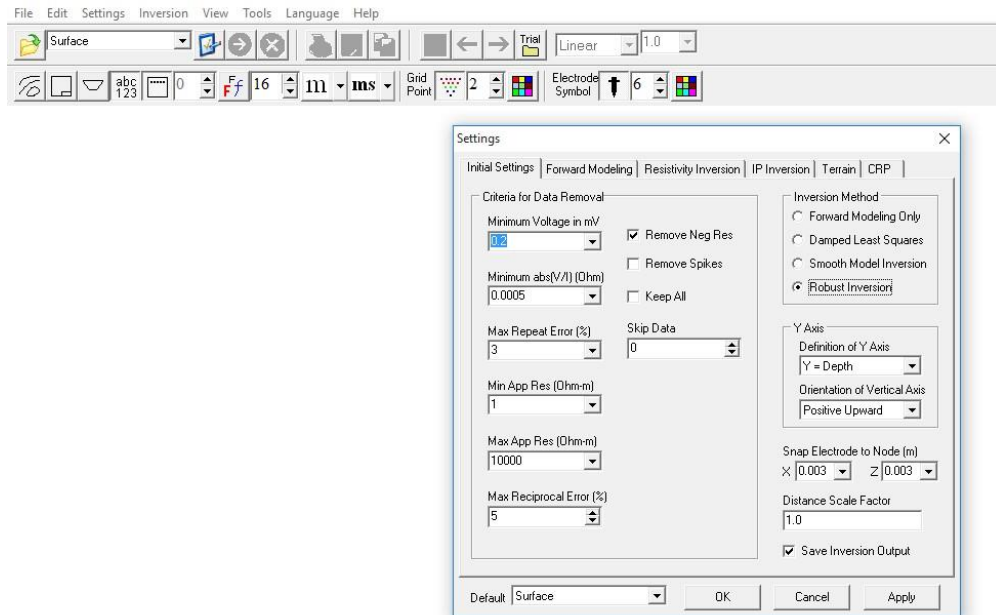 File Edit Settings Inversion View Tools Language Help
Surface Trial Linear 1.0
abc 123 0 Ff 16 m ms Grid Point 2 Electrode Symbol 6
Settings
Initial Settings Forward Modeling Resistivity Inversion IP Inversion Terrain CRP
Criteria for Data Removal
Minimum Voltage in mV
0.2
Remove Neg Res
Remove Spikes
Minimum abs(V/I) (Ohm)
0.0005
Keep All
Max Repeat Error (%)
3
Skip Data
0
Min App Res (Ohm-m)
1
Max App Res (Ohm-m)
10000
Max Reciprocal Error (%)
5
Inversion Method
Forward Modeling Only
Damped Least Squares
Smooth Model Inversion
Robust Inversion
Y Axis
Definition of Y Axis
Y = Depth
Orientation of Vertical Axis
Positive Upward
Snap Electrode to Node (m)
X 0.003 Z 0.003
Distance Scale Factor
1.0
Save Inversion Output
Default Surface OK Cancel Apply